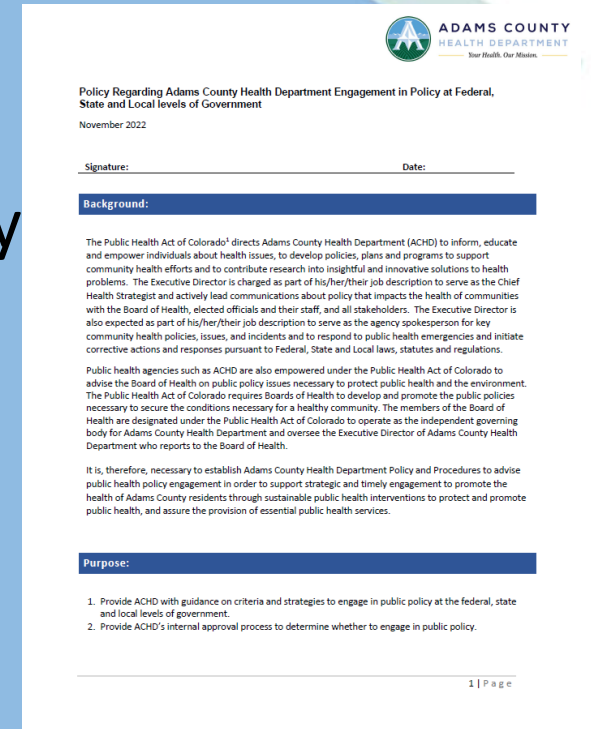 ADAMS COUNTY
HEALTH DEPARTMENT
Your Health. Our Mission.
Policy Regarding Adams County Health Department Engagement in Policy at Federal,
State and Local levels of Government
November 2022
Signature: Date:
y
Background:
The Public Health Act of Colorado¹ directs Adams County Health Department (ACHD) to inform, educate
and empower individuals about health issues, to develop policies, plans and programs to support
community health efforts and to contribute research into insightful and innovative solutions to health
problems. The Executive Director is charged as part of his/her/their job description to serve as the Chief
Health Strategist and actively lead communications about policy that impacts the health of communities
with the Board of Health, elected officials and their staff, and all stakeholders. The Executive Director is
also expected as part of his/her/their job description to serve as the agency spokesperson for key
community health policies, issues, and incidents and to respond to public health emergencies and initiate
corrective actions and responses pursuant to Federal, State and Local laws, statutes and regulations.
Public health agencies such as ACHD are also empowered under the Public Health Act of Colorado to
advise the Board of Health on public policy issues necessary to protect public health and the environment.
The Public Health Act of Colorado requires Boards of Health to develop and promote the public policies
necessary to secure the conditions necessary for a healthy community. The members of the Board of
Health are designated under the Public Health Act of Colorado to operate as the independent governing
body for Adams County Health Department and oversee the Executive Director of Adams County Health
Department who reports to the Board of Health.
It is, therefore, necessary to establish Adams County Health Department Policy and Procedures to advise
public health policy engagement in order to support strategic and timely engagement to promote the
health of Adams County residents through sustainable public health interventions to protect and promote
public health, and assure the provision of essential public health services.
Purpose:
1. Provide ACHD with guidance on criteria and strategies to engage in public policy at the federal, state
and local levels of government.
2. Provide ACHD's internal approval process to determine whether to engage in public policy.
1 | Page